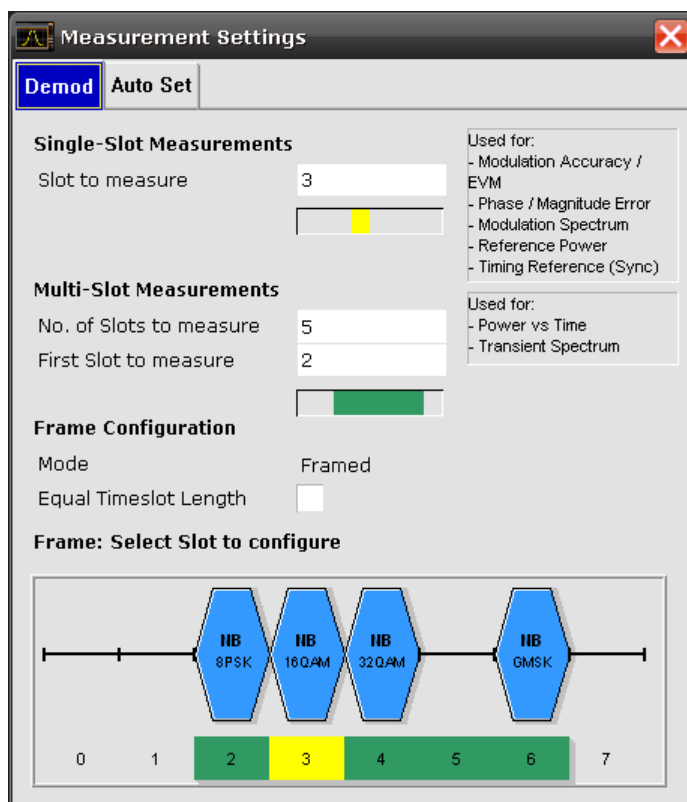 Measurement Settings
Demod
Auto Set
Single-Slot Measurements
Slot to measure
3
Used for:
- Modulation Accuracy /
EVM
- Phase / Magnitude Error
- Modulation Spectrum
- Reference Power
- Timing Reference (Sync)
Multi-Slot Measurements
No. of Slots to measure
5
First Slot to measure
2
Used for:
- Power vs Time
- Transient Spectrum
Frame Configuration
Mode
Framed
Equal Timeslot Length
Frame: Select Slot to configure
NB
8PSK
NB
16QAM
NB
32QAM
NB
GMSK
0 1 2 3 4 5 6 7